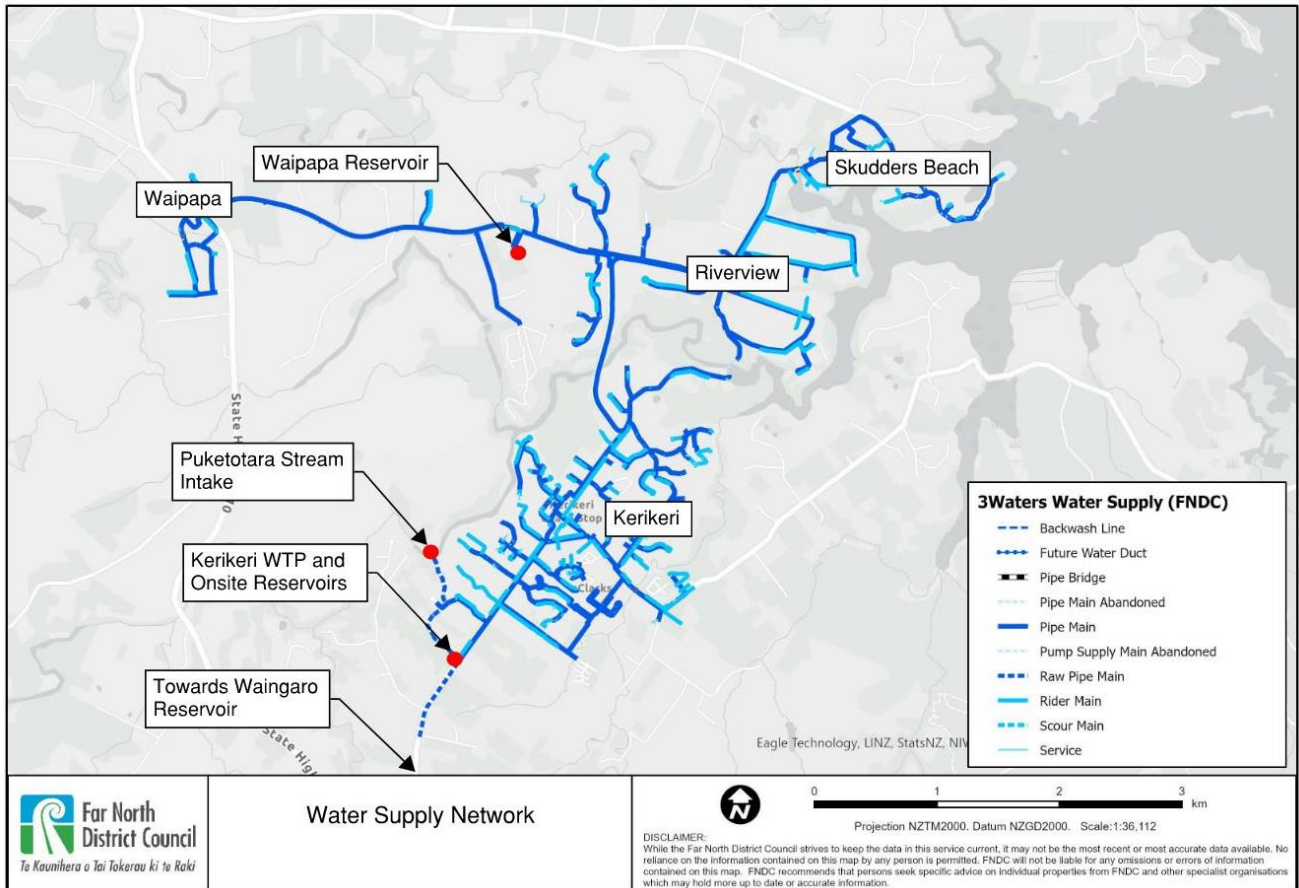 Waipapa Reservoir
Skudders Beach
Waipapa
Riverview
State H
10
Puketotara Stream
Intake
Kerikeri
Kerikeri WTP and
Onsite Reservoirs
Towards Waingaro
Reservoir
State Hig
Eagle Technology, LINZ, StatsNZ, NIW
3Waters Water Supply (FNDC)
Backwash Line
Future Water Duct
Pipe Bridge
Pipe Main Abandoned
Pipe Main
Pump Supply Main Abandoned
Raw Pipe Main
Rider Main
Scour Main
Service
Far North
District Council
Te Kaunihera o Tai Tokerau ki te Raki
Water Supply Network
N
0 1 2 3
km
Projection NZTM2000. Datum NZGD2000. Scale:1:36,112
DISCLAIMER:
While the Far North District Council strives to keep the data in this service current, it may not be the most recent or most accurate data available. No
reliance on the information contained on this map by any person is permitted. FNDC will not be liable for any omissions or errors of information
contained on this map. FNDC recommends that persons seek specific advice on individual properties from FNDC and other specialist organisations
which may hold more up to date or accurate information.